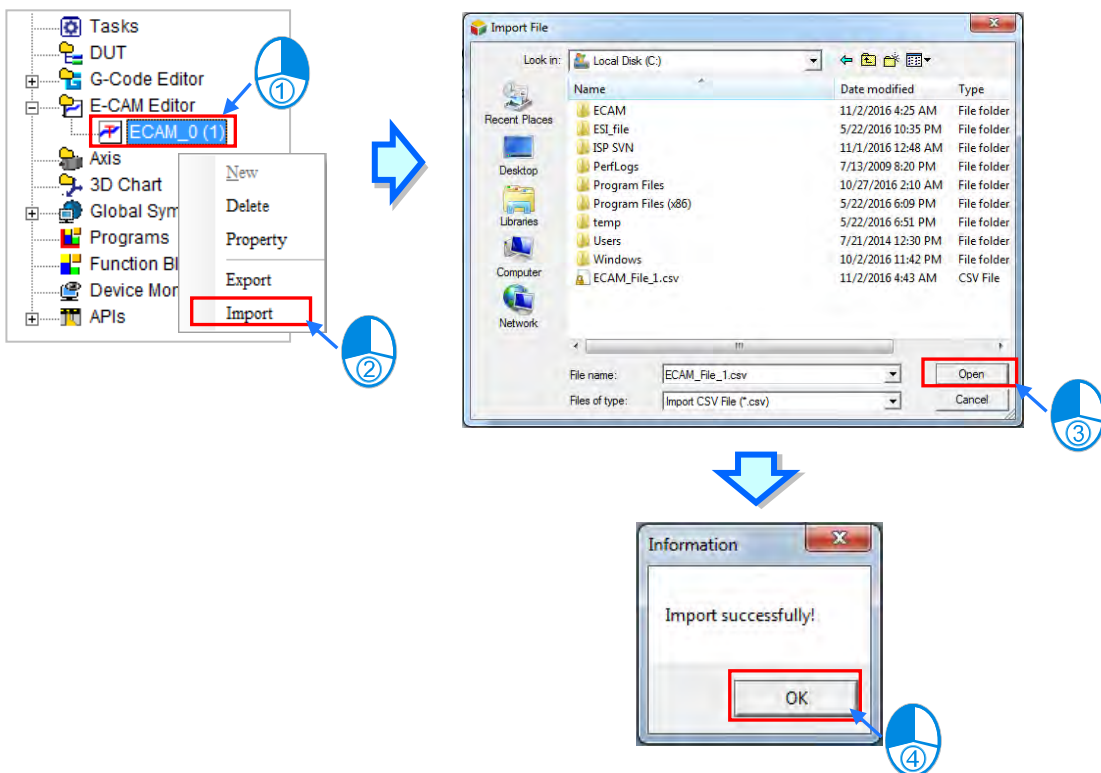 Tasks
DUT
G-Code Editor
E-CAM Editor
ECAM_0 (1)
Axis
3D Chart
Global Sym
Programs
Function Bl
Device Mor
APIs
①
New
Delete
Property
Export
Import
②
Import File
Look in: Local Disk (C:)
Name Date modified Type
ECAM 11/2/2016 4:25 AM File folder
ESI_file 5/22/2016 10:35 PM File folder
ISP SVN 11/1/2016 12:48 AM File folder
PerfLogs 7/13/2009 8:20 PM File folder
Program Files 10/27/2016 2:10 AM File folder
Program Files (x86) 5/22/2016 6:09 PM File folder
temp 5/22/2016 6:51 PM File folder
Users 7/21/2014 12:30 PM File folder
Windows 10/2/2016 11:42 PM File folder
ECAM_File_1.csv 11/2/2016 4:43 AM CSV File
Recent Places
Desktop
Libraries
Computer
Network
File name: ECAM_File_1.csv Open
Files of type: Import CSV File (*.csv) Cancel
③
Information
Import successfully!
OK
④